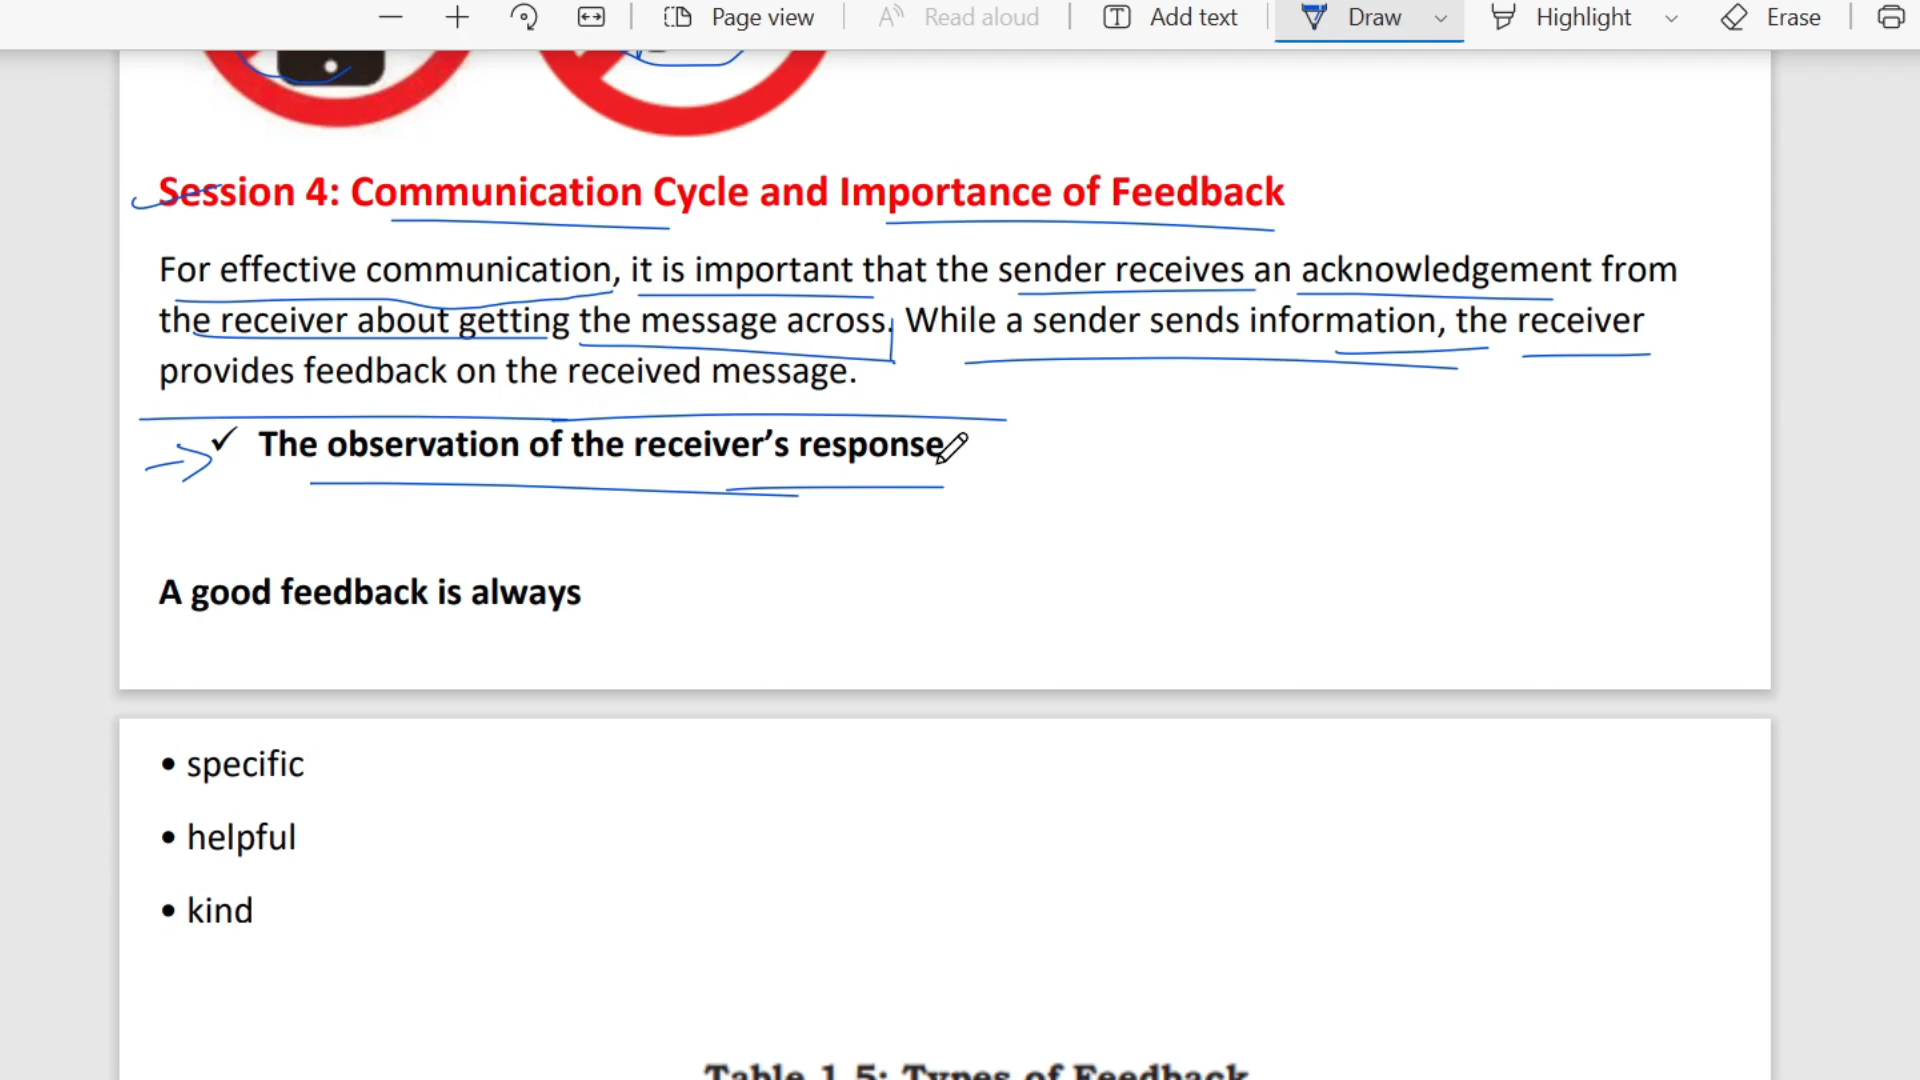 Page view
Read aloud
Add text
Draw
Highlight
Erase
Session 4: Communication Cycle and Importance of Feedback
For effective communication, it is important that the sender receives an acknowledgement from
the receiver about getting the message across. While a sender sends information, the receiver
provides feedback on the received message.
✓ The observation of the receiver’s response
A good feedback is always
• specific
• helpful
• kind
Table 1.5: Types of Feedback